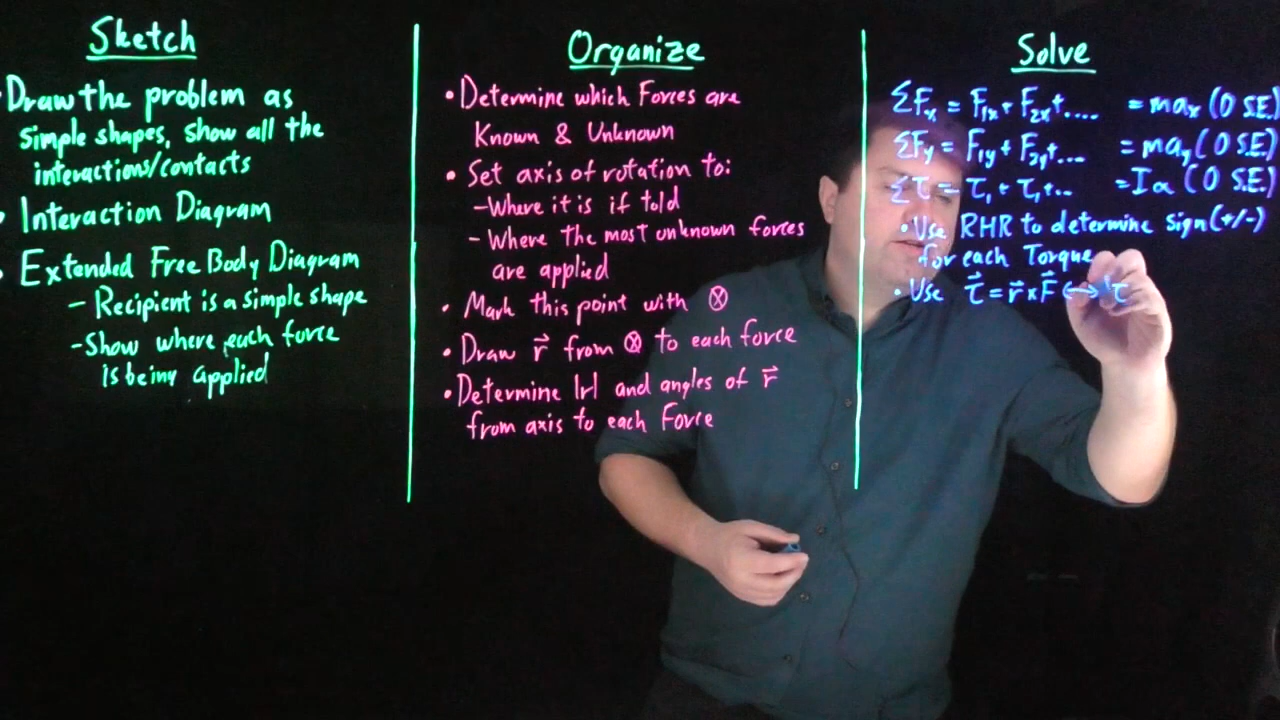 Sketch
• Draw the problem as
simple shapes, show all the
interactions/contacts
• Interaction Diagram
• Extended Free Body Diagram
- Recipient is a simple shape
- Show where each force
is being applied
Organize
• Determine which Forces are
Known & Unknown
• Set axis of rotation to:
- Where it is if told
- Where the most unknown forces
are applied
• Mark this point with ⊗
• Draw r⃗ from ⊗ to each force
• Determine |r| and angles of r⃗
from axis to each Force
Solve
ΣFₓ = F₁ₓ + F₂ₓ + .... = maₓ (0 S.E.)
ΣFy = F1y + F2y + ... = may (0 S.E.)
Στ = τ₁ + τ₁ + ... = Iα (0 S.E.)
• Use RHR to determine sign (+/-)
for each Torque
• Use τ⃗ = r⃗ × F⃗ ↔ τ